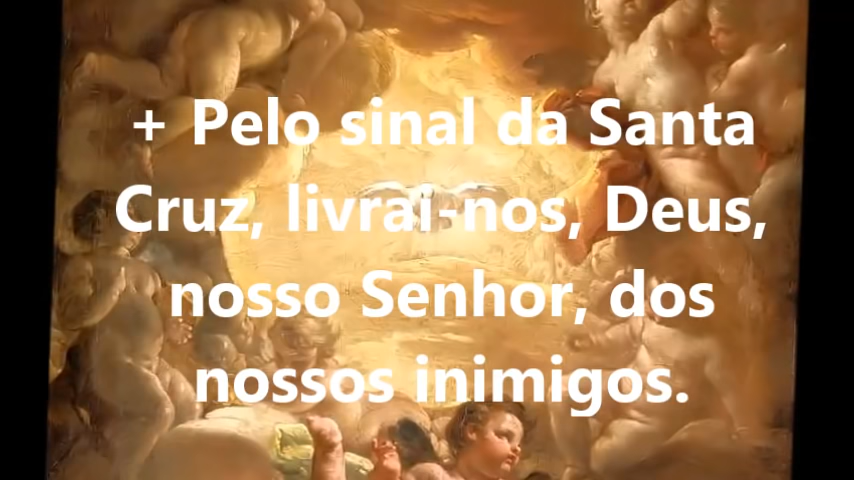 + Pelo sinal da Santa
Cruz, livrai-nos, Deus,
nosso Senhor, dos
nossos inimigos.